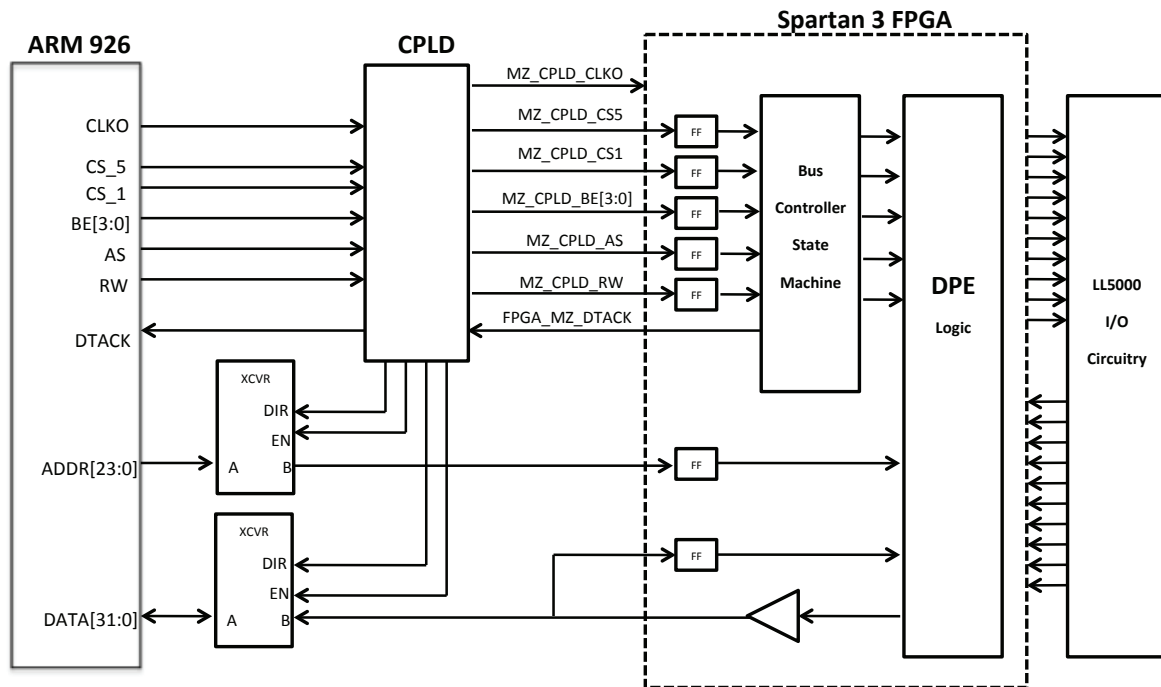 Spartan 3 FPGA
ARM 926
CPLD
MZ_CPLD_CLKO
CLKO
MZ_CPLD_CS5
FF
CS_5
MZ_CPLD_CS1
FF
CS_1
BE[3:0]
MZ_CPLD_BE[3:0]
FF
AS
MZ_CPLD_AS
FF
RW
MZ_CPLD_RW
FF
DTACK
FPGA_MZ_DTACK
Bus
Controller
State
Machine
DPE
Logic
LL5000
I/O
Circuitry
XCVR
DIR
EN
ADDR[23:0]
A
B
FF
XCVR
DIR
EN
DATA[31:0]
A
B
FF